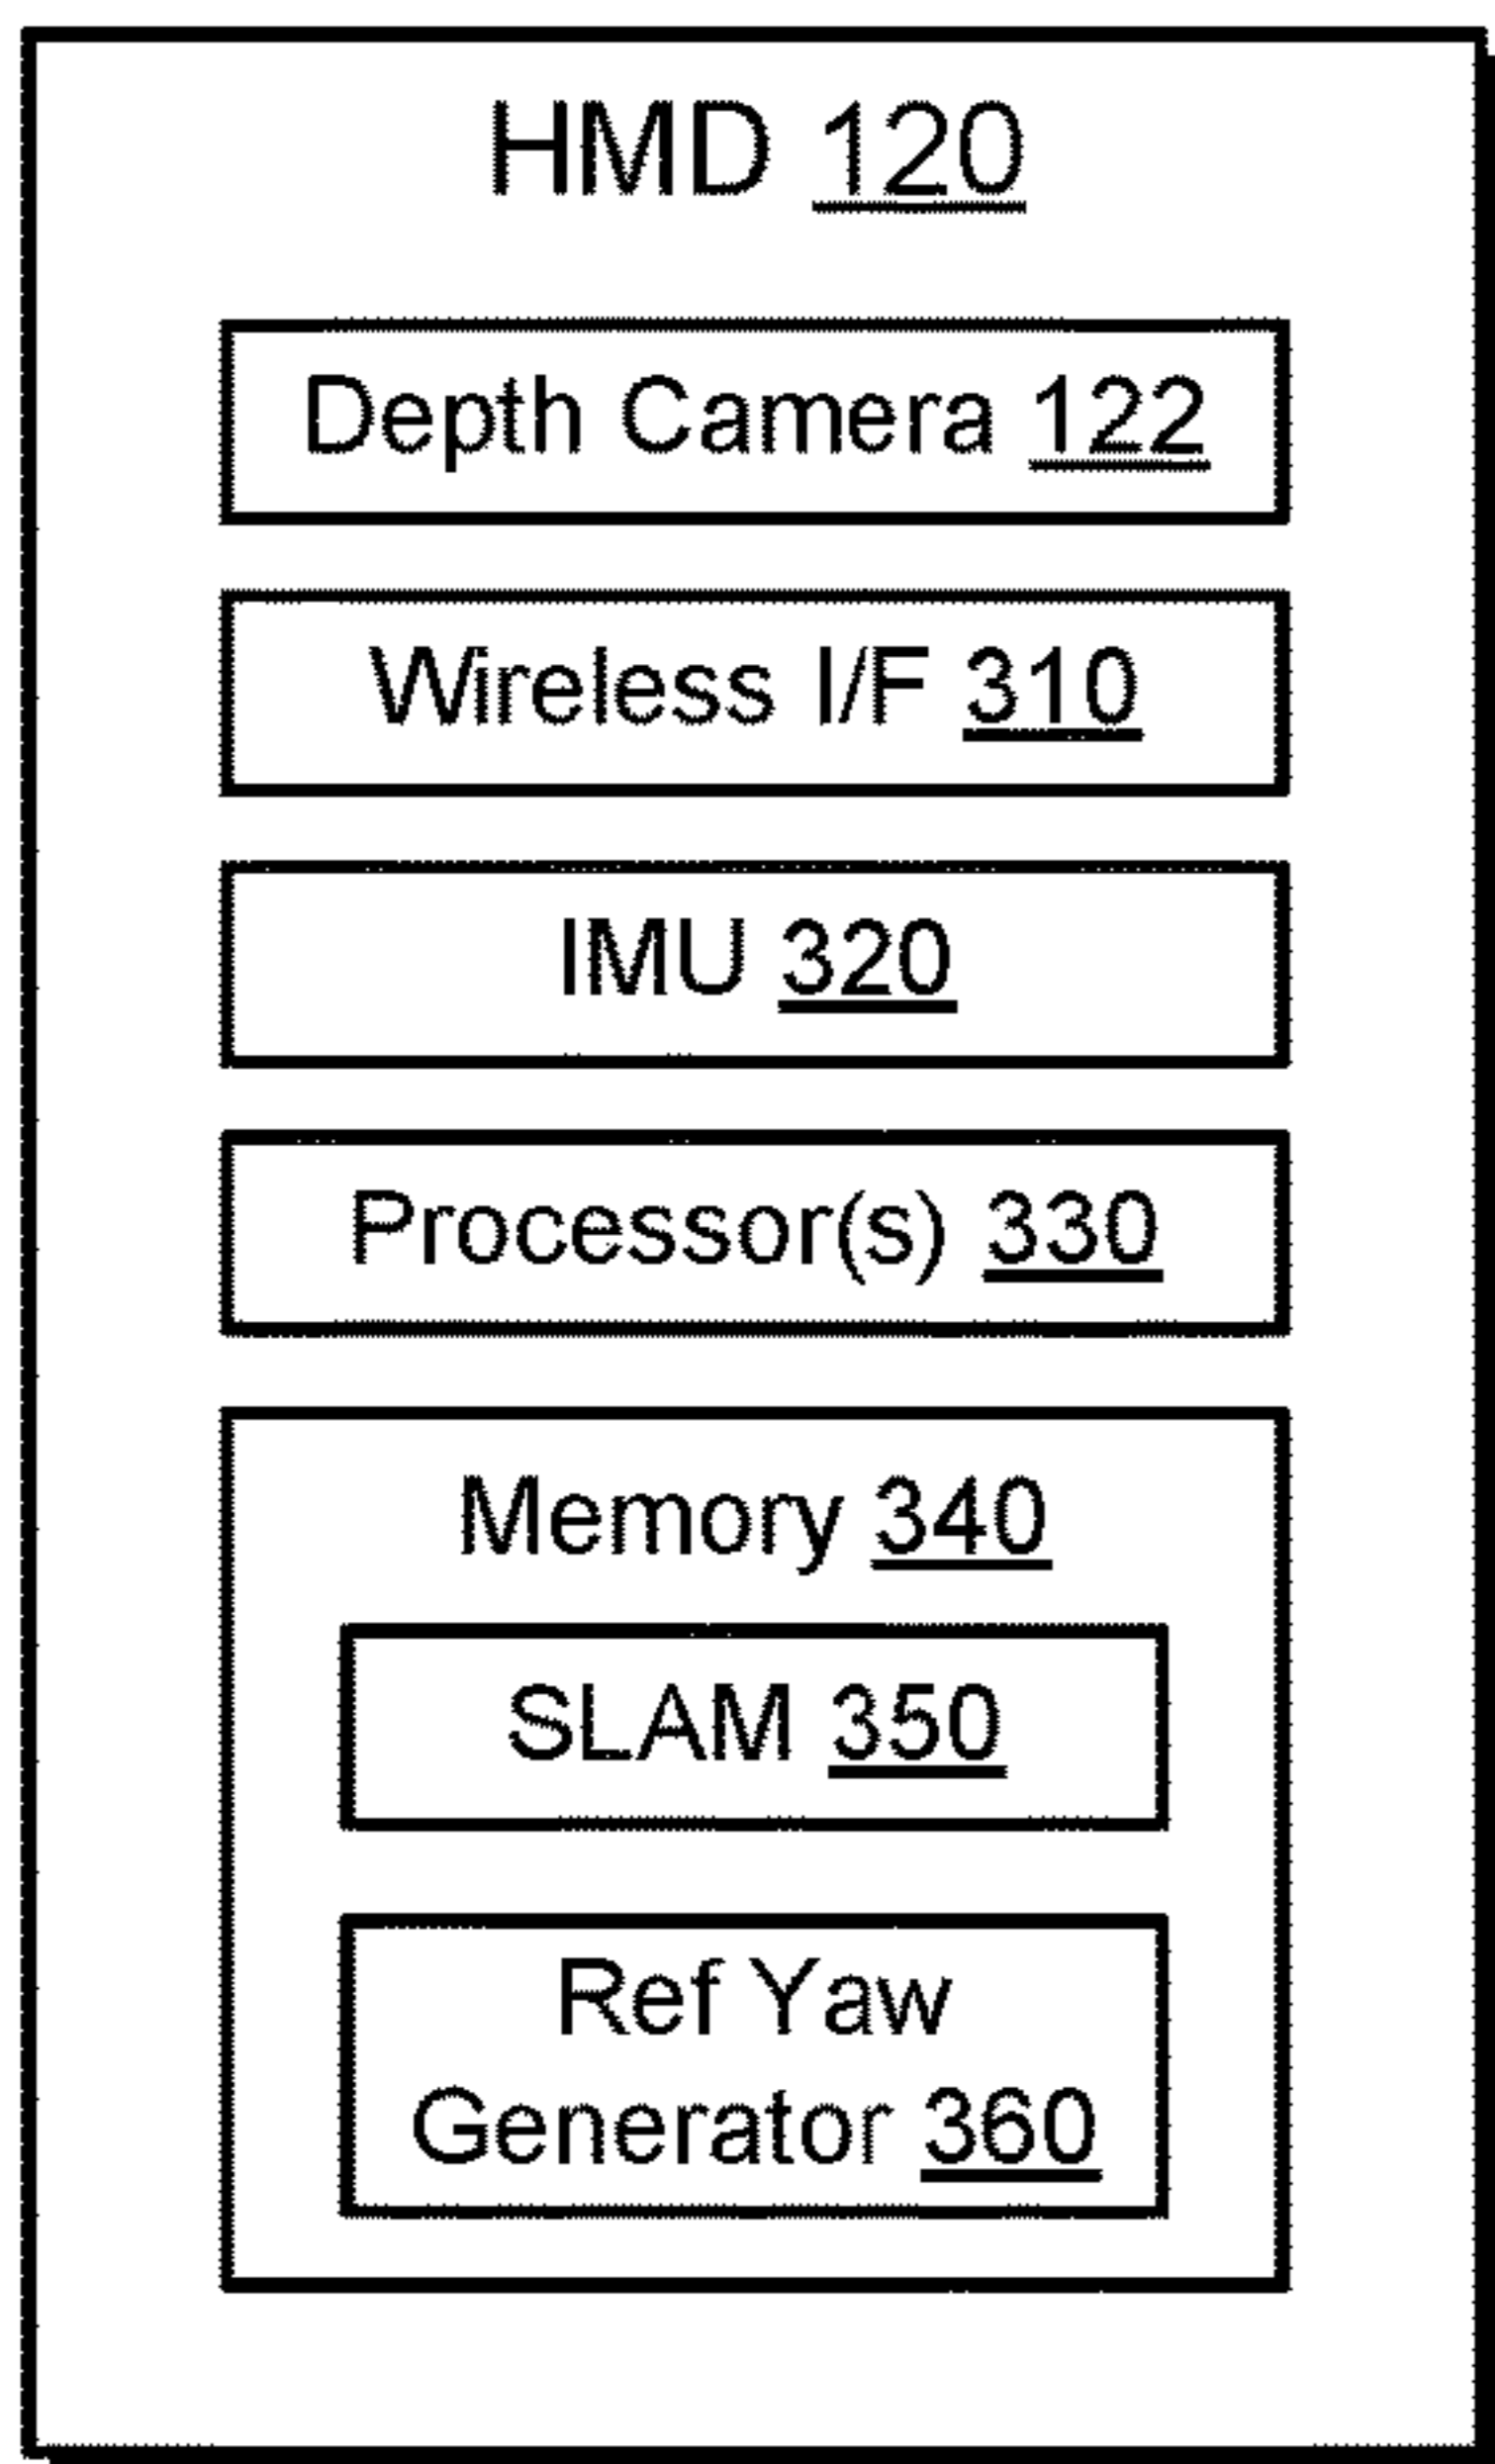 HMD 120
Depth Camera 122
Wireless I/F 310
IMU 320
Processor(s) 330
Memory 340
SLAM 350
Ref Yaw
Generator 360